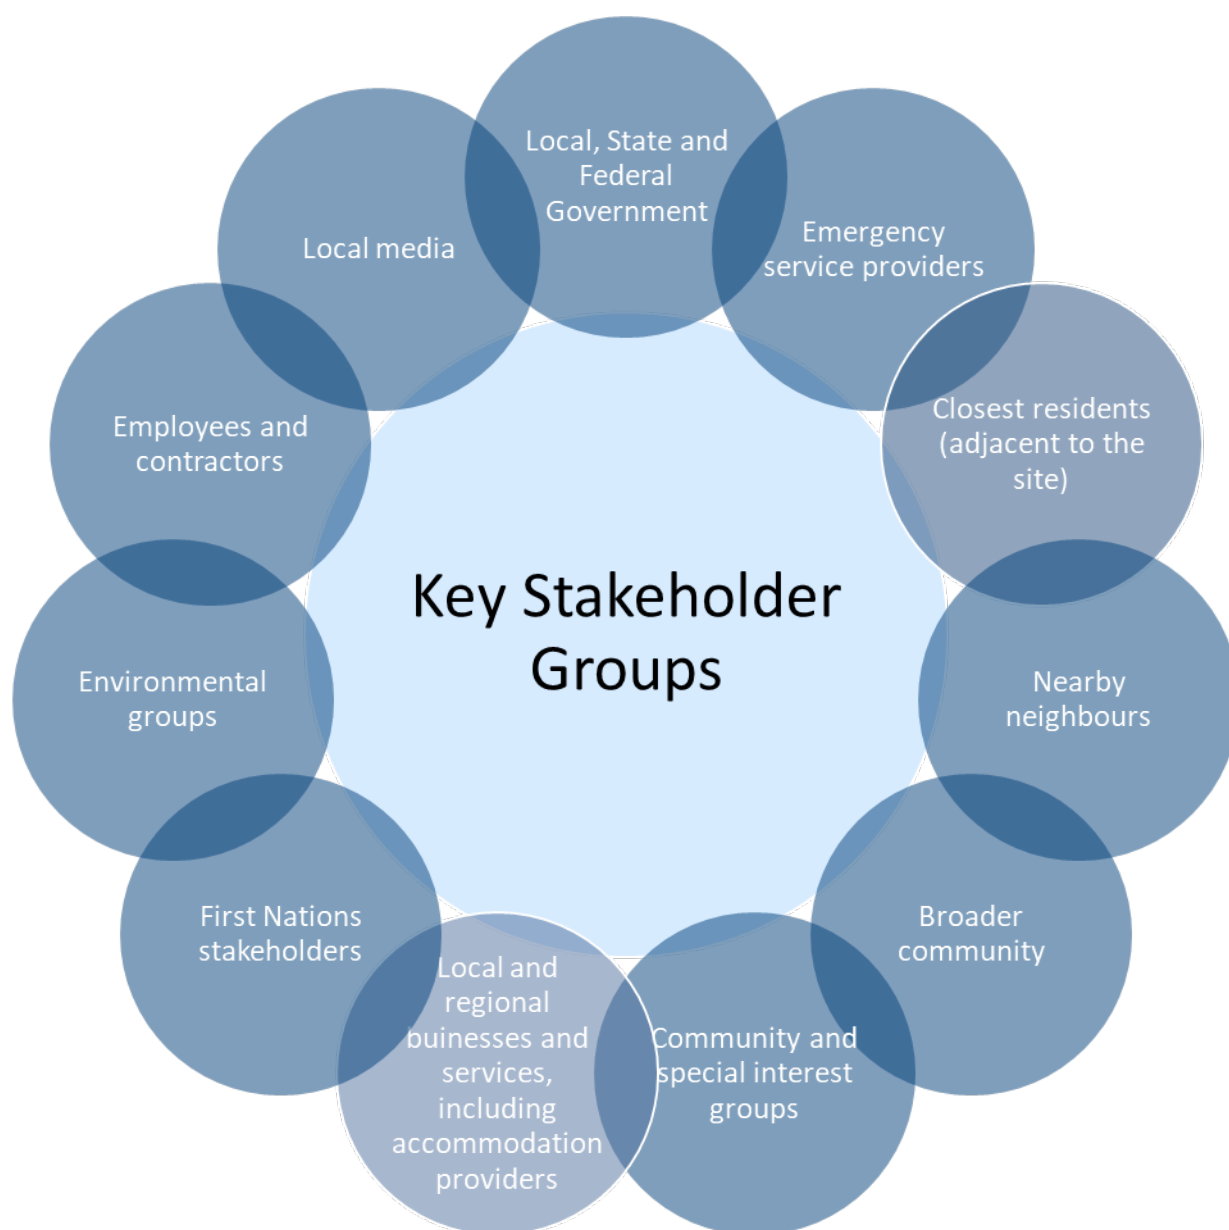 Local, State and
Federal
Government
Emergency
service providers
Closest residents
(adjacent to the
site)
Nearby
neighbours
Broader
community
Community and
special interest
groups
Local and
regional
buinesses and
services,
including
accommodation
providers
First Nations
stakeholders
Environmental
groups
Employees and
contractors
Local media
Key Stakeholder
Groups